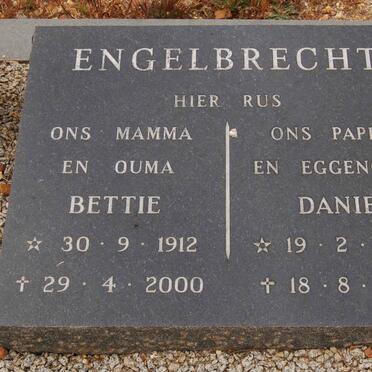 ENGELBRECHT
HIER RUS
ONS MAMMA
EN OUMA
BETTIE
☆ 30 · 9 · 1912
✝ 29 · 4 · 2000
ONS
EN
☆ 19 · 2 ·
✝ 18 · 8 ·